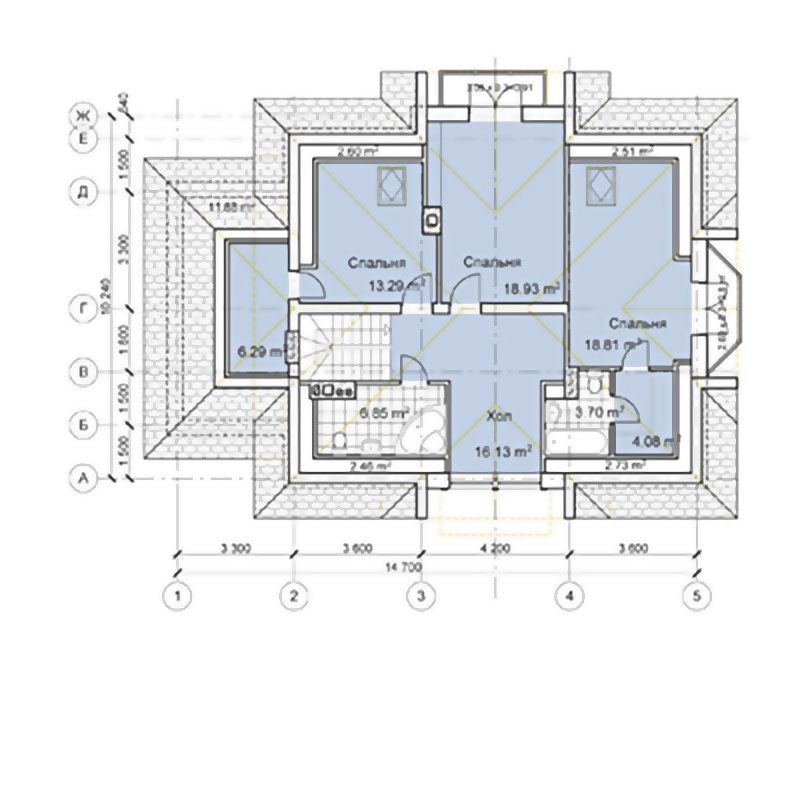 Ж
Е
Д
Г
В
Б
А
640
1 500
3 300
1 800
1 500
1 500
10 240
2.60 m²
2.51 m²
11.88 m²
Спальня
13.29 m²
Спальня
18.93 m²
Спальня
18.81 m²
6.29 m²
6.85 m²
Хол
16.13 m²
3.70 m²
4.08 m²
2.46 m²
2.73 m²
3 300
3 600
4 200
3 600
14 700
1
2
3
4
5